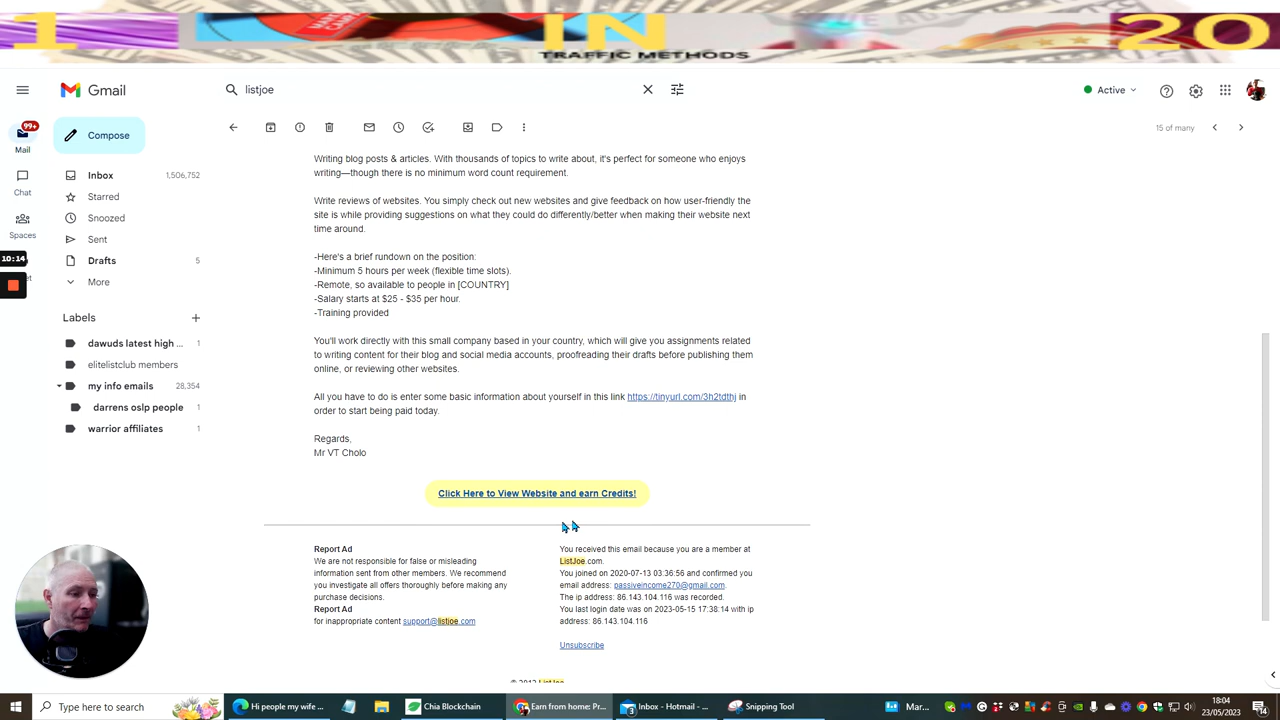 1 IN 20
TRAFFIC METHODS
Gmail
listjoe
Active
99+
Mail
Compose
15 of many
Inbox 1,506,752
Chat
Starred
Snoozed
Spaces
Sent
10:14
Drafts 5
More
Labels
dawuds latest high ... 1
elitelistclub members
my info emails 28,354
darrens oslp people 1
warrior affiliates 1
Writing blog posts & articles. With thousands of topics to write about, it's perfect for someone who enjoys
writing—though there is no minimum word count requirement.
Write reviews of websites. You simply check out new websites and give feedback on how user-friendly the
site is while providing suggestions on what they could do differently/better when making their website next
time around.
-Here's a brief rundown on the position:
-Minimum 5 hours per week (flexible time slots).
-Remote, so available to people in [COUNTRY]
-Salary starts at $25 - $35 per hour.
-Training provided
You'll work directly with this small company based in your country, which will give you assignments related
to writing content for their blog and social media accounts, proofreading their drafts before publishing them
online, or reviewing other websites.
All you have to do is enter some basic information about yourself in this link https://tinyurl.com/3h2tdthj in
order to start being paid today.
Regards,
Mr VT Cholo
Click Here to View Website and earn Credits!
Report Ad
We are not responsible for false or misleading
information sent from other members. We recommend
you investigate all offers thoroughly before making any
purchase decisions.
Report Ad
for inappropriate content support@listjoe.com
You received this email because you are a member at
ListJoe.com.
You joined on 2020-07-13 03:36:56 and confirmed you
email address: passiveincome270@gmail.com.
The ip address: 86.143.104.116 was recorded.
You last login date was on 2023-05-15 17:38:14 with ip
address: 86.143.104.116
Unsubscribe
© 2012 ListJoe
Type here to search
Hi people my wife ...
Chia Blockchain
Earn from home: Pr...
Inbox - Hotmail - ...
Snipping Tool
Mar...
18:04
23/05/2023